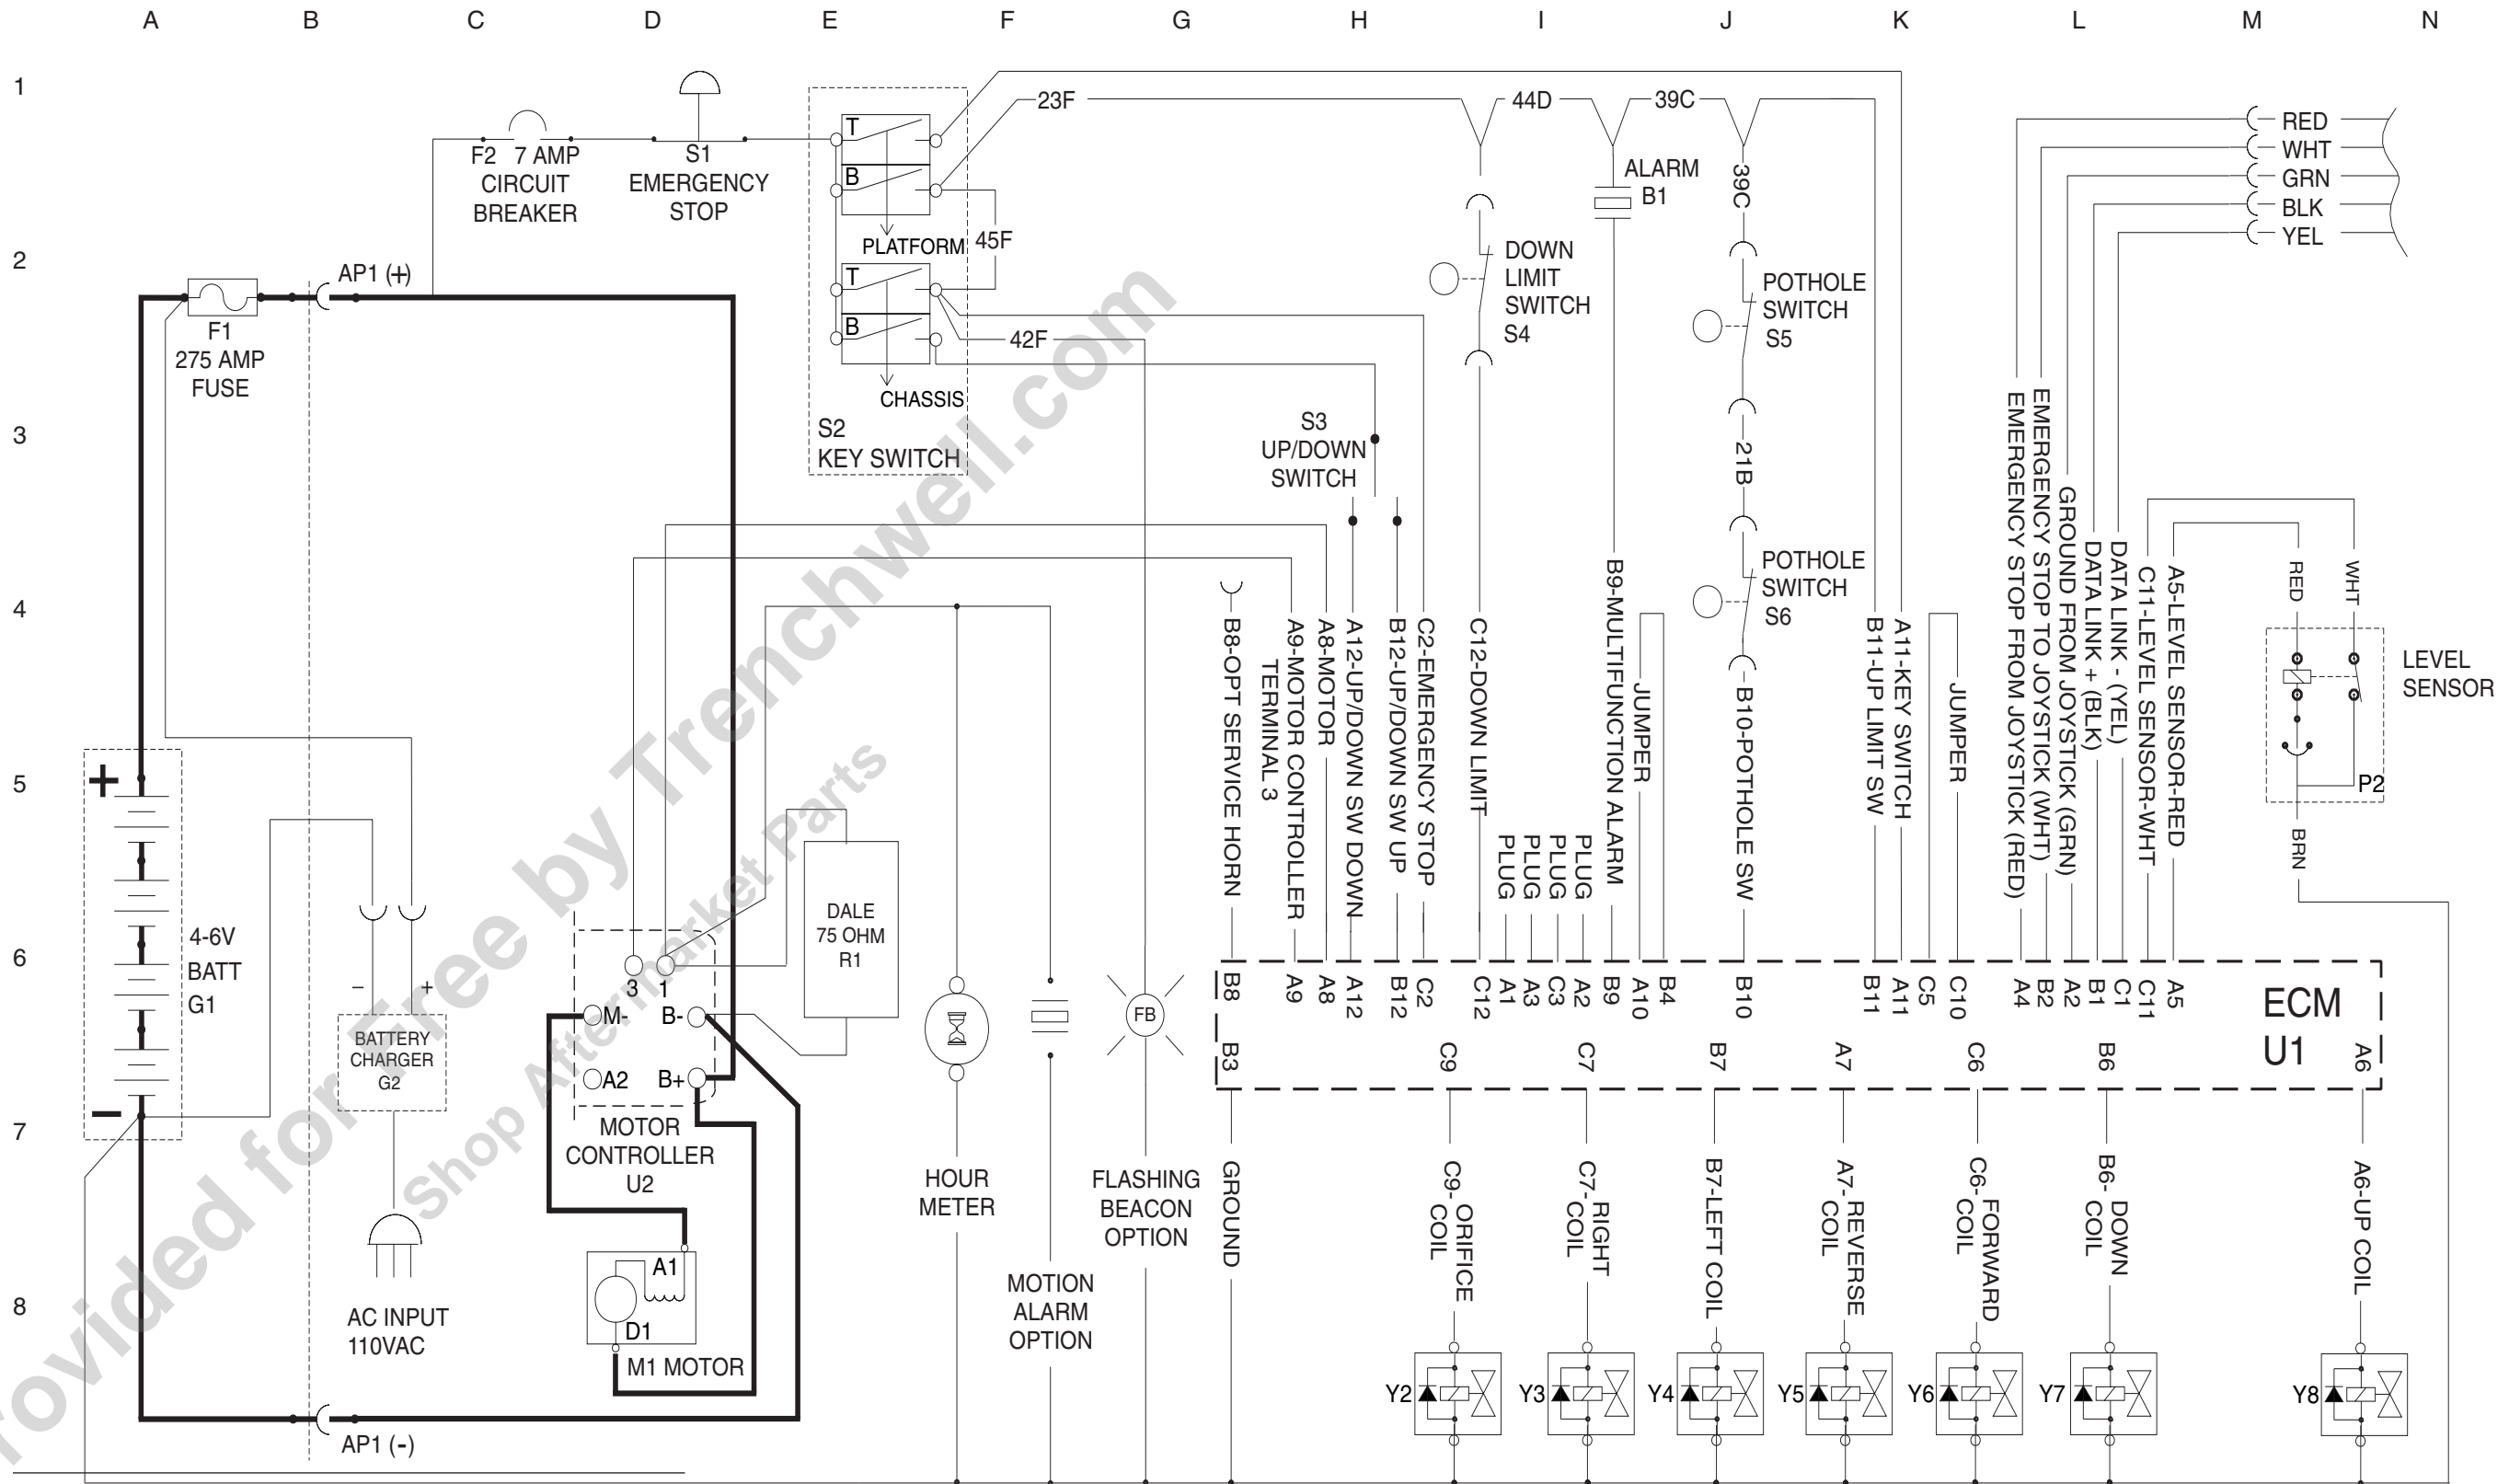 A B C D E F G H I J K L M N
1
2
3
4
5
6
7
8
F2 7 AMP
CIRCUIT
BREAKER
S1
EMERGENCY
STOP
T
B
PLATFORM
T
B
CHASSIS
S2
KEY SWITCH
45F
42F
23F
44D
39C
39C
ALARM
B1
DOWN
LIMIT
SWITCH
S4
POTHOLE
SWITCH
S5
21B
POTHOLE
SWITCH
S6
RED
WHT
GRN
BLK
YEL
AP1 (+)
F1
275 AMP
FUSE
S3
UP/DOWN
SWITCH
+
4-6V
BATT
G1
–
–
+
BATTERY
CHARGER
G2
AC INPUT
110VAC
AP1 (-)
3 1
M- B-
A2 B+
MOTOR
CONTROLLER
U2
A1
D1
M1 MOTOR
DALE
75 OHM
R1
HOUR
METER
MOTION
ALARM
OPTION
FB
FLASHING
BEACON
OPTION
B8-OPT SERVICE HORN
A9-MOTOR CONTROLLER
TERMINAL 3
A8-MOTOR
A12-UP/DOWN SW DOWN
B12-UP/DOWN SW UP
C2-EMERGENCY STOP
C12-DOWN LIMIT
PLUG
PLUG
PLUG
PLUG
B9-MULTIFUNCTION ALARM
JUMPER
B10-POTHOLE SW
B11-UP LIMIT SW
A11-KEY SWITCH
JUMPER
EMERGENCY STOP FROM JOYSTICK (RED)
EMERGENCY STOP TO JOYSTICK (WHT)
GROUND FROM JOYSTICK (GRN)
DATA LINK + (BLK)
DATA LINK - (YEL)
C11-LEVEL SENSOR-WHT
A5-LEVEL SENSOR-RED
RED
WHT
LEVEL
SENSOR
P2
BRN
B8 A9 A8 A12 B12 C2 C12 A1 A3 C3 A2 B9 A10 B4 B10 B11 A11 C5 C10 A4 B2 A2 B1 C1 C11 A5
ECM
U1
B3 C9 C7 B7 A7 C6 B6 A6
GROUND
C9- ORIFICE
COIL
C7- RIGHT
COIL
B7-LEFT COIL
A7- REVERSE
COIL
C6- FORWARD
COIL
B6- DOWN
COIL
A6-UP COIL
Y2 Y3 Y4 Y5 Y6 Y7 Y8
rovided for Free by Trenchwell.com
Shop Aftermarket Parts